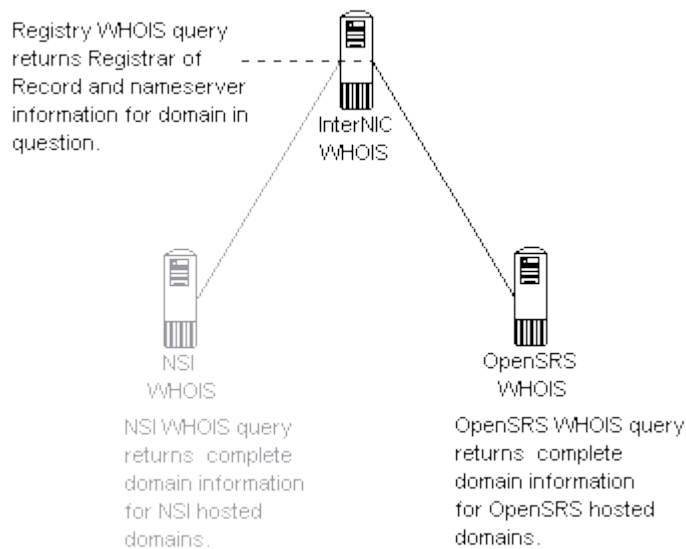 Registry WHOIS query
returns Registrar of
Record and nameserver
information for domain in
question.
InterNIC
WHOIS
NSI
WHOIS
NSI WHOIS query
returns complete
domain information
for NSI hosted
domains.
OpenSRS
WHOIS
OpenSRS WHOIS query
returns complete
domain information
for OpenSRS hosted
domains.